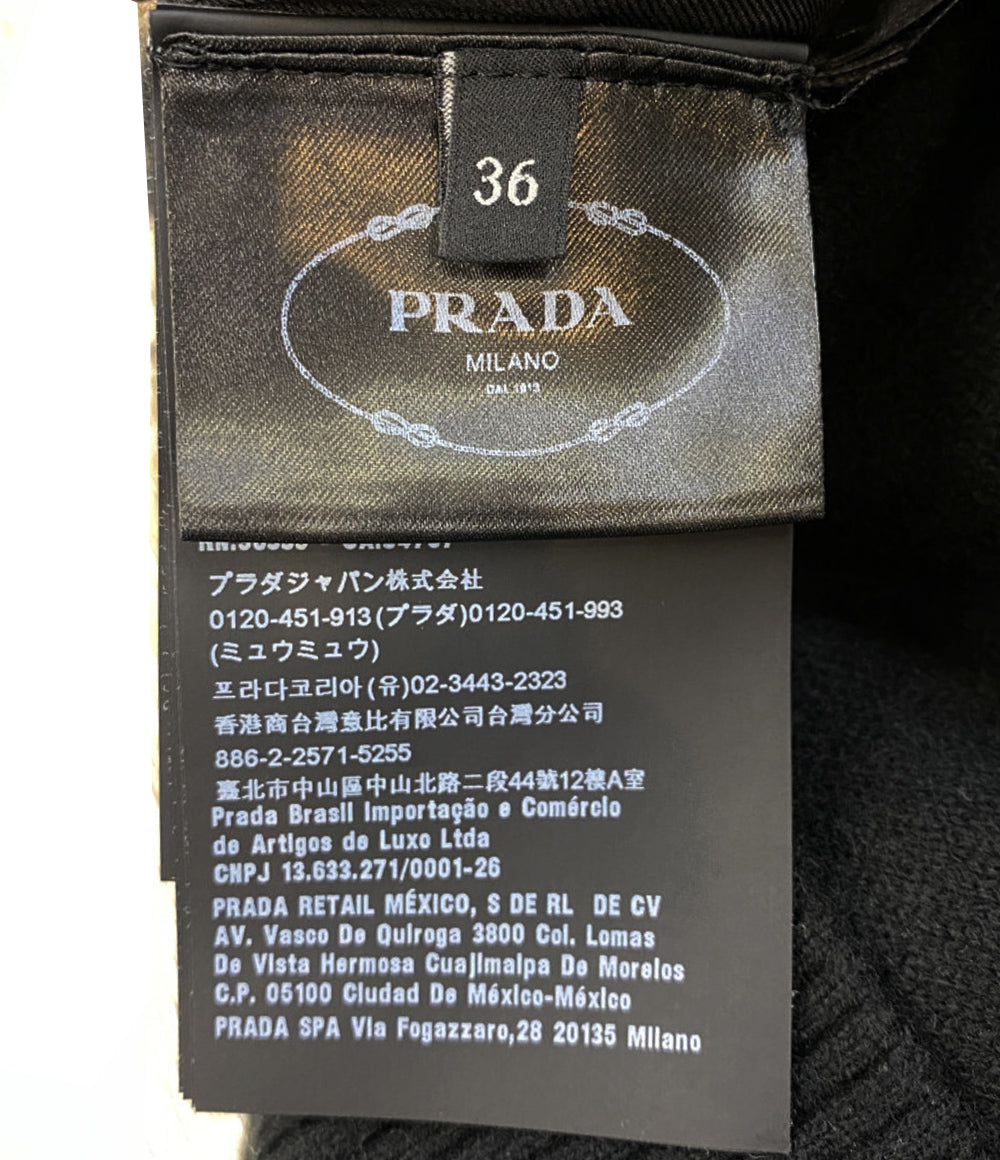 36
PRADA
MILANO
DAL 1913
プラダジャパン株式会社
0120-451-913(プラダ)0120-451-993
(ミュウミュウ)
프라다코리아(유)02-3443-2323
香港商台灣意比有限公司台灣分公司
886-2-2571-5255
臺北市中山區中山北路二段44號12樓A室
Prada Brasil Importação e Comércio
de Artigos de Luxo Ltda
CNPJ 13.633.271/0001-26
PRADA RETAIL MÉXICO, S DE RL DE CV
AV. Vasco De Quiroga 3800 Col. Lomas
De Vista Hermosa Cuajimalpa De Morelos
C.P. 05100 Ciudad De México-México
PRADA SPA Via Fogazzaro,28 20135 Milano